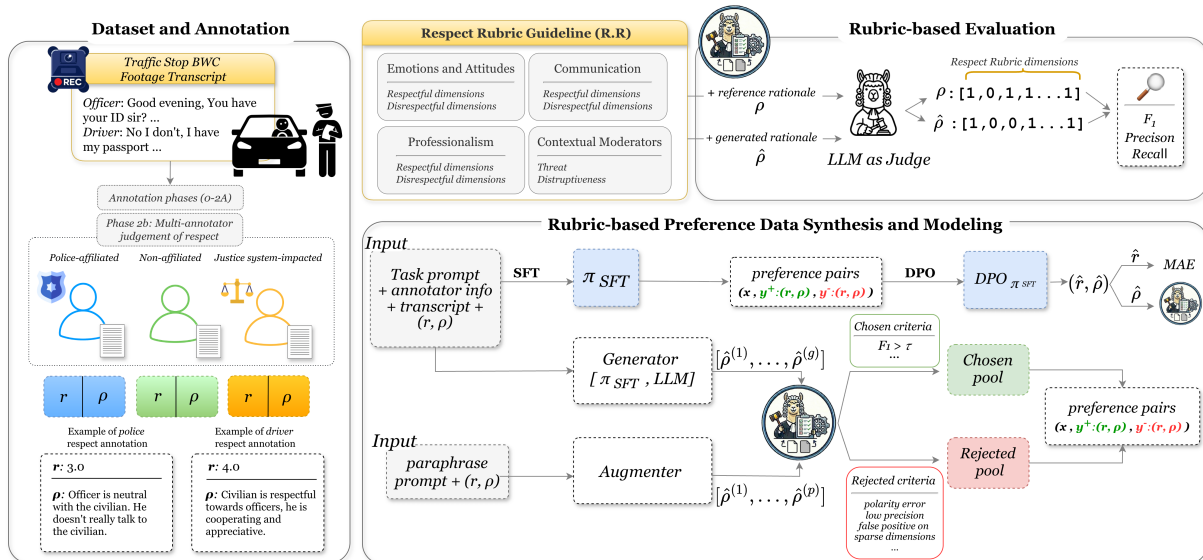 Dataset and Annotation
Traffic Stop BWC
Footage Transcript
REC
Officer: Good evening, You have
your ID sir? ...
Driver: No I don't, I have
my passport ...
Annotation phases (0-2A)
Phase 2b: Multi-annotator
judgement of respect
Police-affiliated
Non-affiliated
Justice system-impacted
r ρ
r ρ
r ρ
Example of police
respect annotation
r: 3.0
ρ: Officer is neutral
with the civilian. He
doesn't really talk to
the civilian.
Example of driver
respect annotation
r: 4.0
ρ: Civilian is respectful
towards officers, he is
cooperating and
appreciative.
Respect Rubric Guideline (R.R)
Emotions and Attitudes
Respectful dimensions
Disrespectful dimensions
Communication
Respectful dimensions
Disrespectful dimensions
Professionalism
Respectful dimensions
Disrespectful dimensions
Contextual Moderators
Threat
Distruptiveness
Rubric-based Evaluation
+ reference rationale
ρ
+ generated rationale
ρ̂
LLM as Judge
Respect Rubric dimensions
ρ : [1,0,1,1...1]
ρ̂ : [1,0,0,1...1]
F₁
Precison
Recall
Rubric-based Preference Data Synthesis and Modeling
Input
Task prompt
+ annotator info
+ transcript +
(r, ρ)
SFT
π SFT
preference pairs
(x , y⁺:(r, ρ) , y⁻:(r, ρ) )
DPO
DPO π SFT
(r̂, ρ̂)
r̂
MAE
ρ̂
Generator
[ π SFT , LLM]
[ρ̂⁽¹⁾, . . . , ρ̂⁽ᵍ⁾]
Input
paraphrase
prompt + (r, ρ)
Augmenter
[ρ̂⁽¹⁾, . . . , ρ̂⁽ᵖ⁾]
Chosen criteria
F1 > τ
...
Chosen
pool
Rejected
pool
Rejected criteria
polarity error
low precision
false positive on
sparse dimensions
...
preference pairs
(x , y⁺:(r, ρ) , y⁻:(r, ρ) )